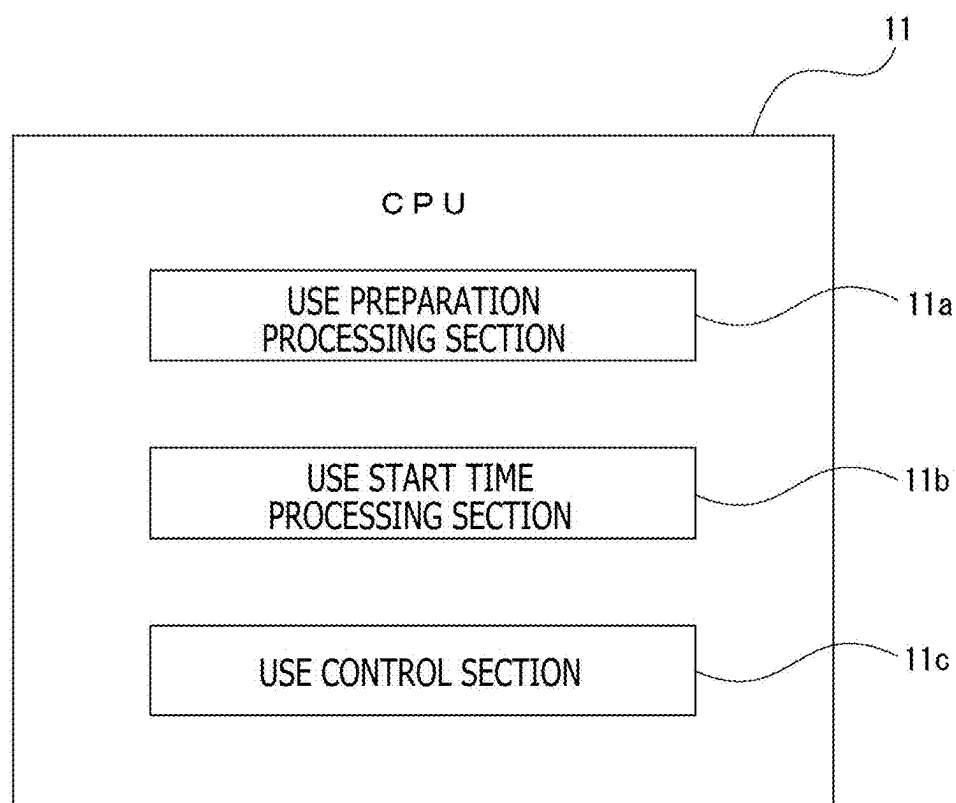 11
CPU
USE PREPARATION
PROCESSING SECTION
11a
USE START TIME
PROCESSING SECTION
11b
USE CONTROL SECTION
11c